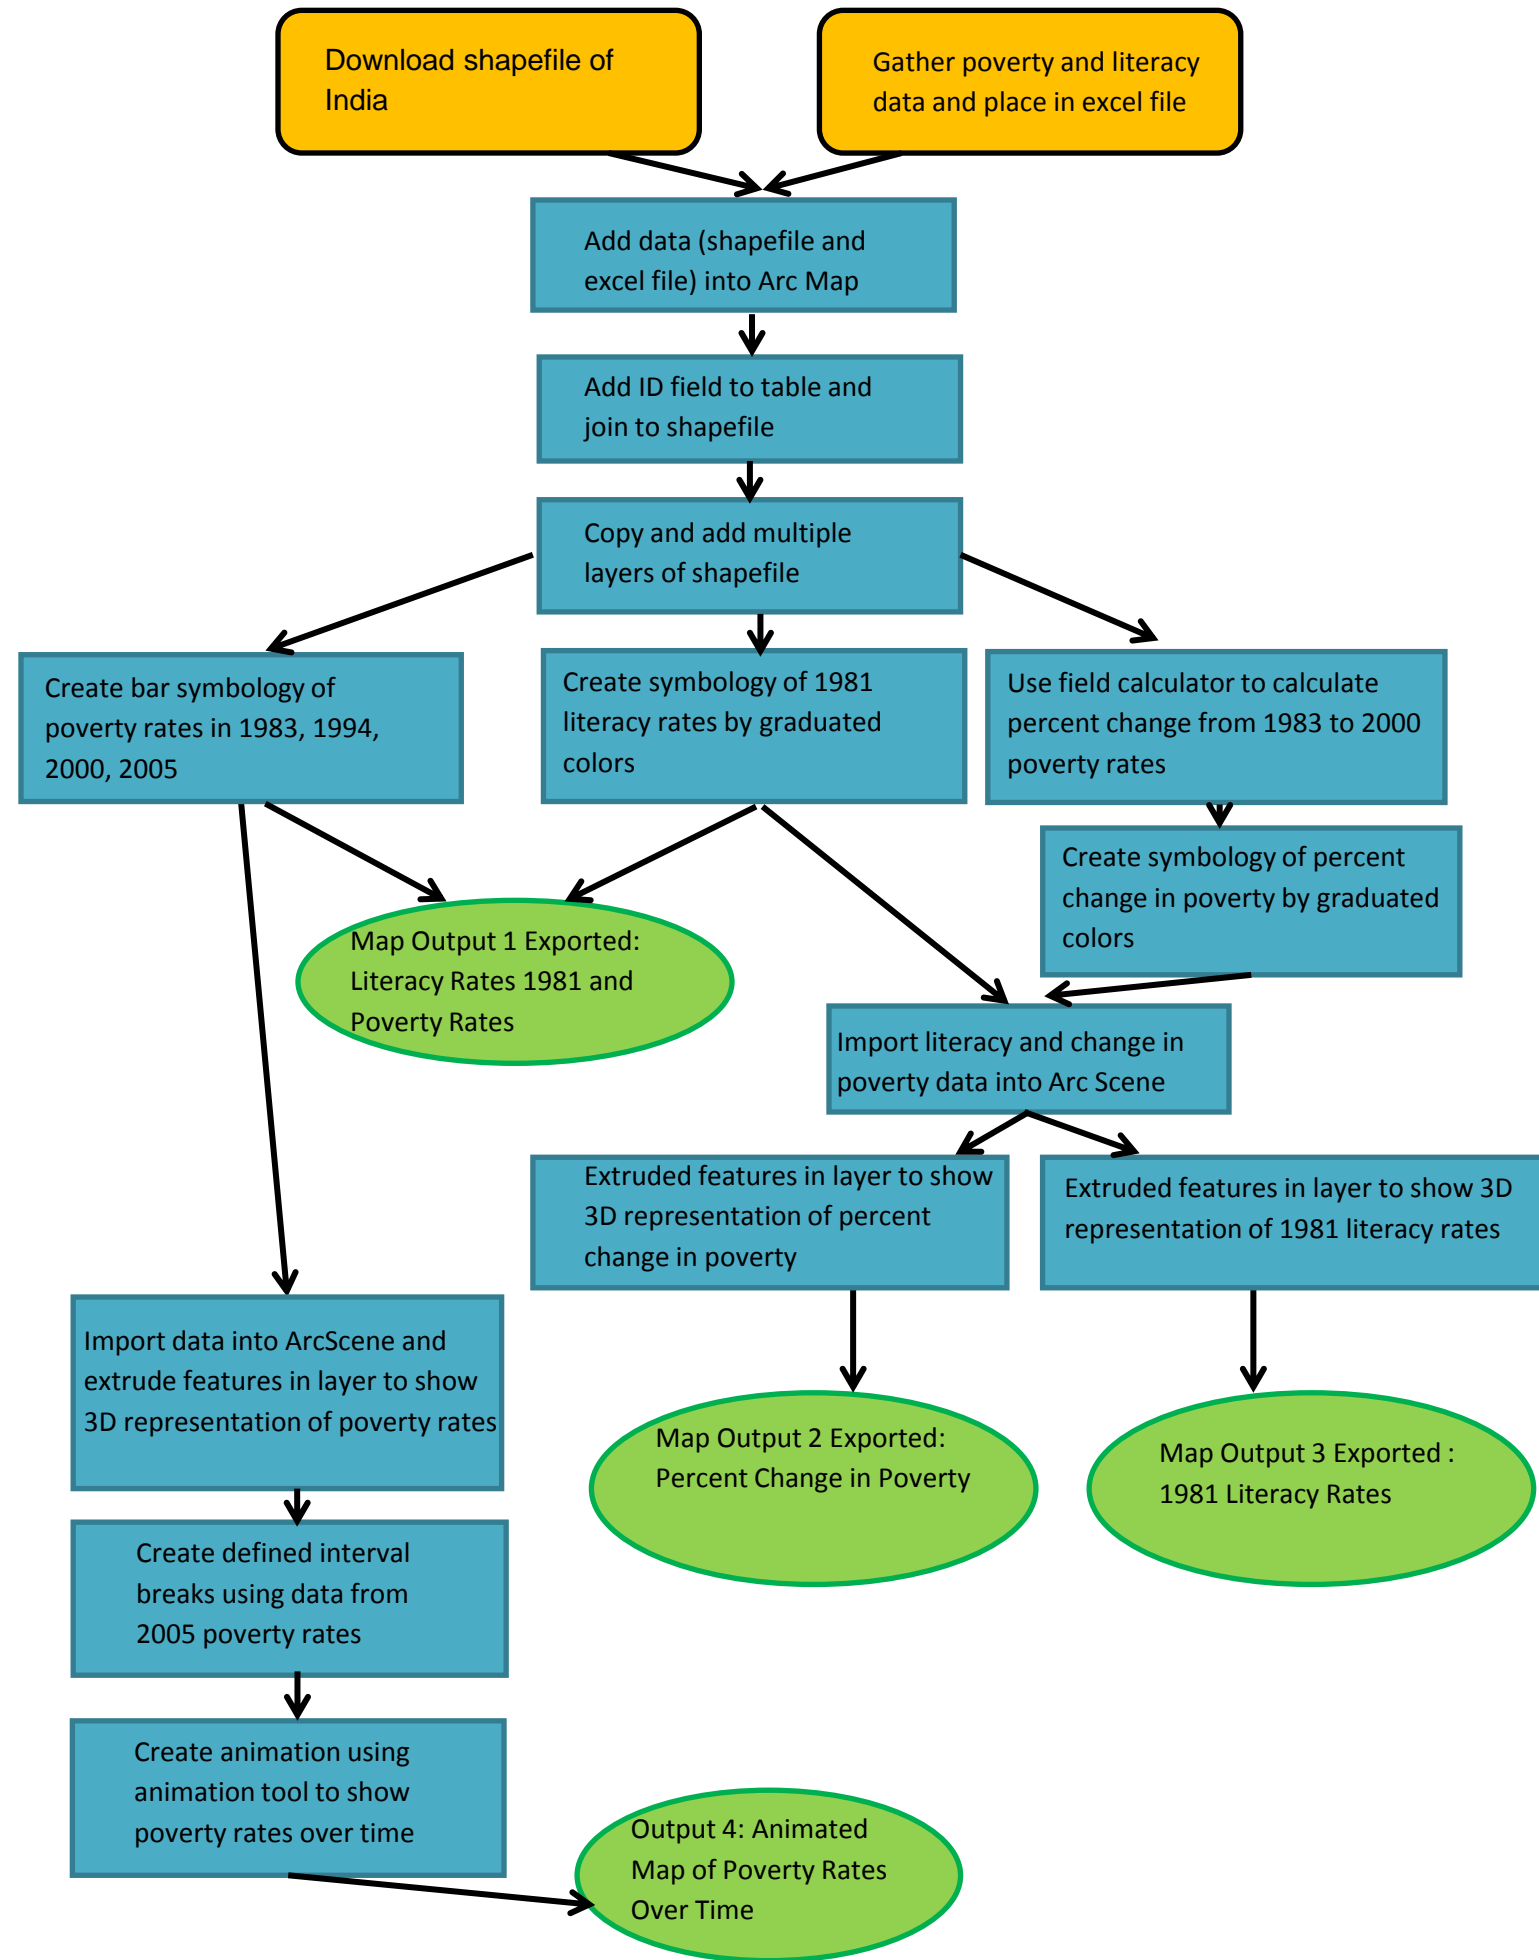 Download shapefile of
India
Gather poverty and literacy
data and place in excel file
Add data (shapefile and
excel file) into Arc Map
Add ID field to table and
join to shapefile
Copy and add multiple
layers of shapefile
Create bar symbology of
poverty rates in 1983, 1994,
2000, 2005
Create symbology of 1981
literacy rates by graduated
colors
Use field calculator to calculate
percent change from 1983 to 2000
poverty rates
Create symbology of percent
change in poverty by graduated
colors
Map Output 1 Exported:
Literacy Rates 1981 and
Poverty Rates
Import literacy and change in
poverty data into Arc Scene
Extruded features in layer to show
3D representation of percent
change in poverty
Extruded features in layer to show 3D
representation of 1981 literacy rates
Import data into ArcScene and
extrude features in layer to show
3D representation of poverty rates
Map Output 2 Exported:
Percent Change in Poverty
Map Output 3 Exported :
1981 Literacy Rates
Create defined interval
breaks using data from
2005 poverty rates
Create animation using
animation tool to show
poverty rates over time
Output 4: Animated
Map of Poverty Rates
Over Time